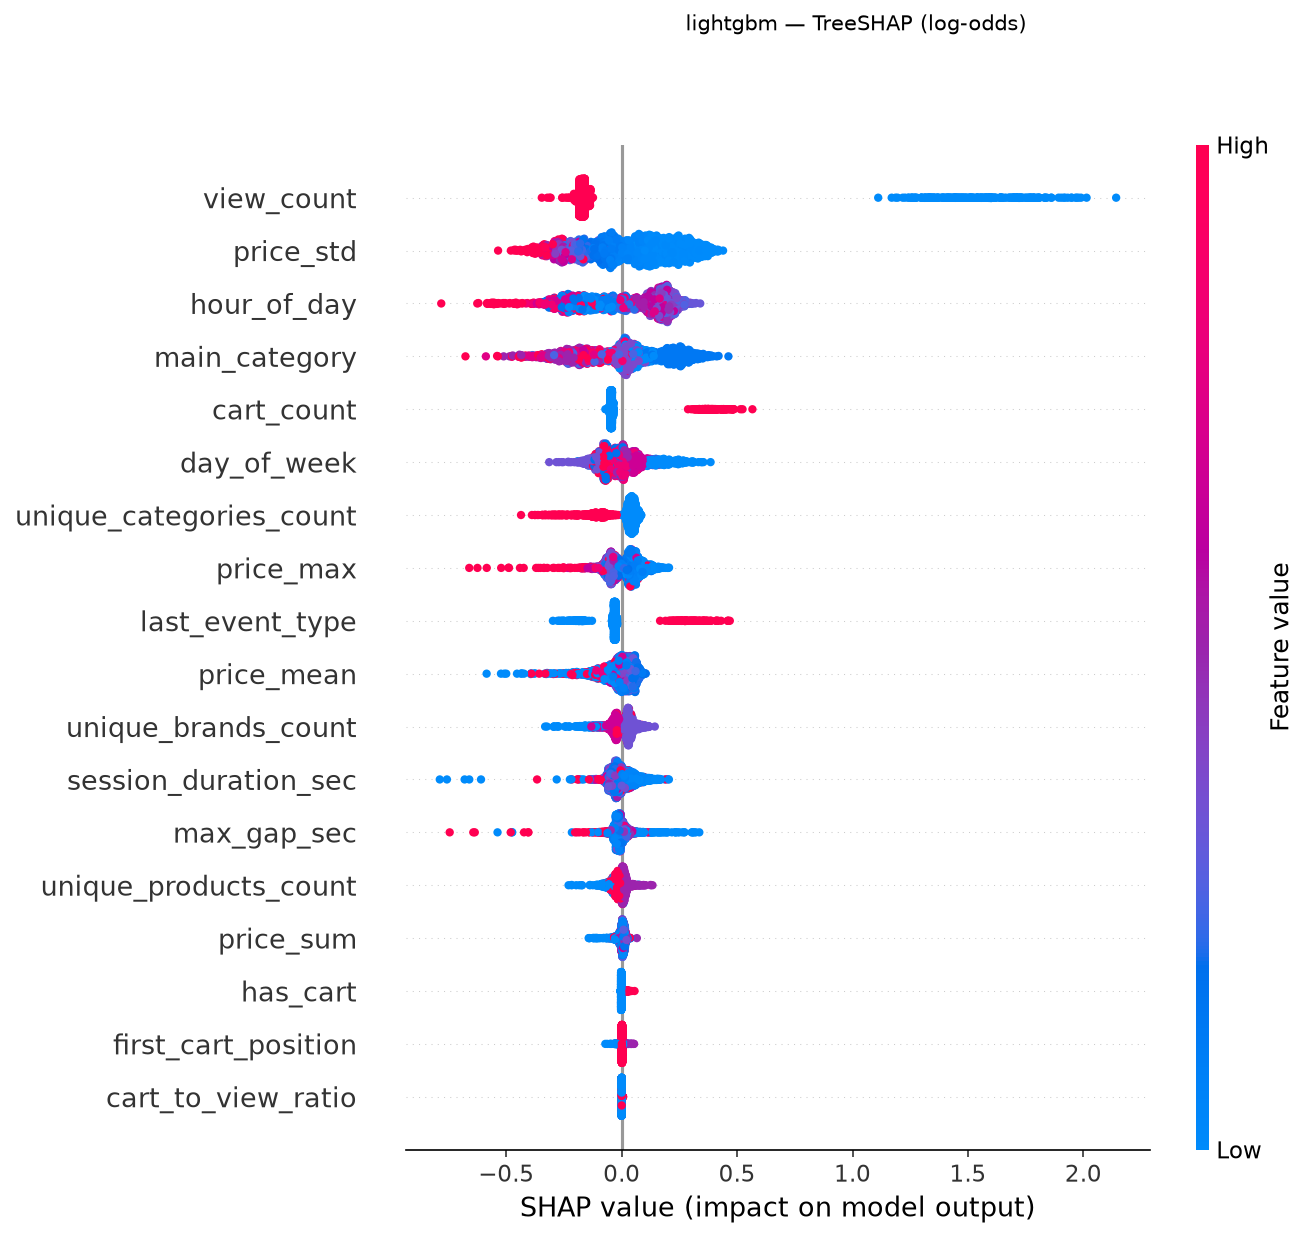 lightgbm — TreeSHAP (log-odds)
High
view_count
price_std
hour_of_day
main_category
cart_count
day_of_week
unique_categories_count
price_max
last_event_type
price_mean
unique_brands_count
session_duration_sec
max_gap_sec
unique_products_count
price_sum
has_cart
first_cart_position
cart_to_view_ratio
Feature value
Low
−0.5 0.0 0.5 1.0 1.5 2.0
SHAP value (impact on model output)